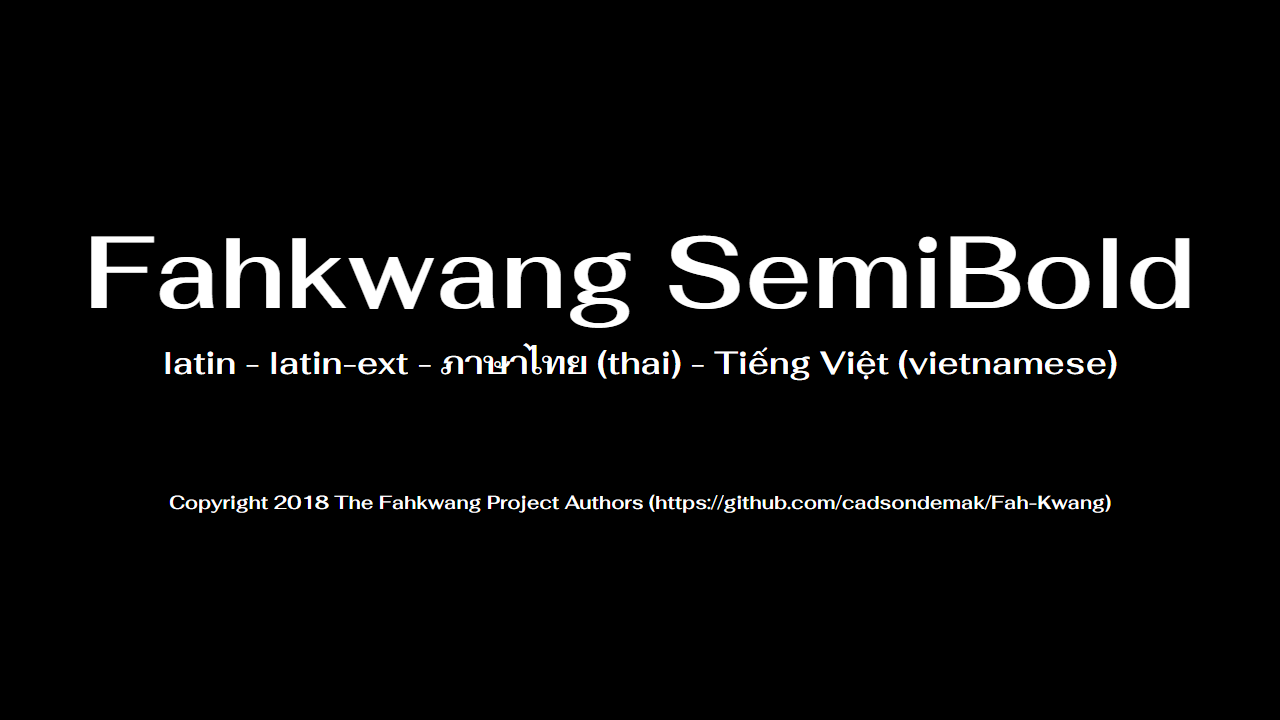 Fahkwang SemiBold
latin - latin-ext - ภาษาไทย (thai) - Tiếng Việt (vietnamese)
Copyright 2018 The Fahkwang Project Authors (https://github.com/cadsondemak/Fah-Kwang)